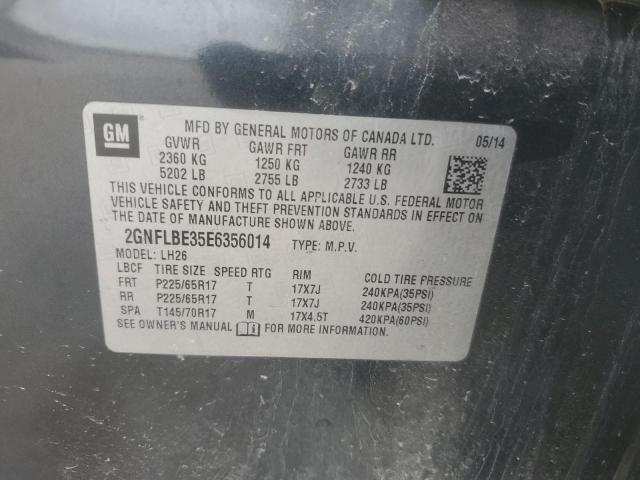 GM
MFD BY GENERAL MOTORS OF CANADA LTD.
05/14
GVWR GAWR FRT GAWR RR
2360 KG 1250 KG 1240 KG
5202 LB 2755 LB 2733 LB
THIS VEHICLE CONFORMS TO ALL APPLICABLE U.S. FEDERAL MOTOR
VEHICLE SAFETY AND THEFT PREVENTION STANDARDS IN EFFECT ON
THE DATE OF MANUFACTURE SHOWN ABOVE.
2GNFLBE35E6356014 TYPE: M.P.V.
MODEL: LH26
LBCF TIRE SIZE SPEED RTG RIM COLD TIRE PRESSURE
FRT P225/65R17 T 17X7J 240KPA(35PSI)
RR P225/65R17 T 17X7J 240KPA(35PSI)
SPA T145/70R17 M 17X4.5T 420KPA(60PSI)
SEE OWNER'S MANUAL FOR MORE INFORMATION.